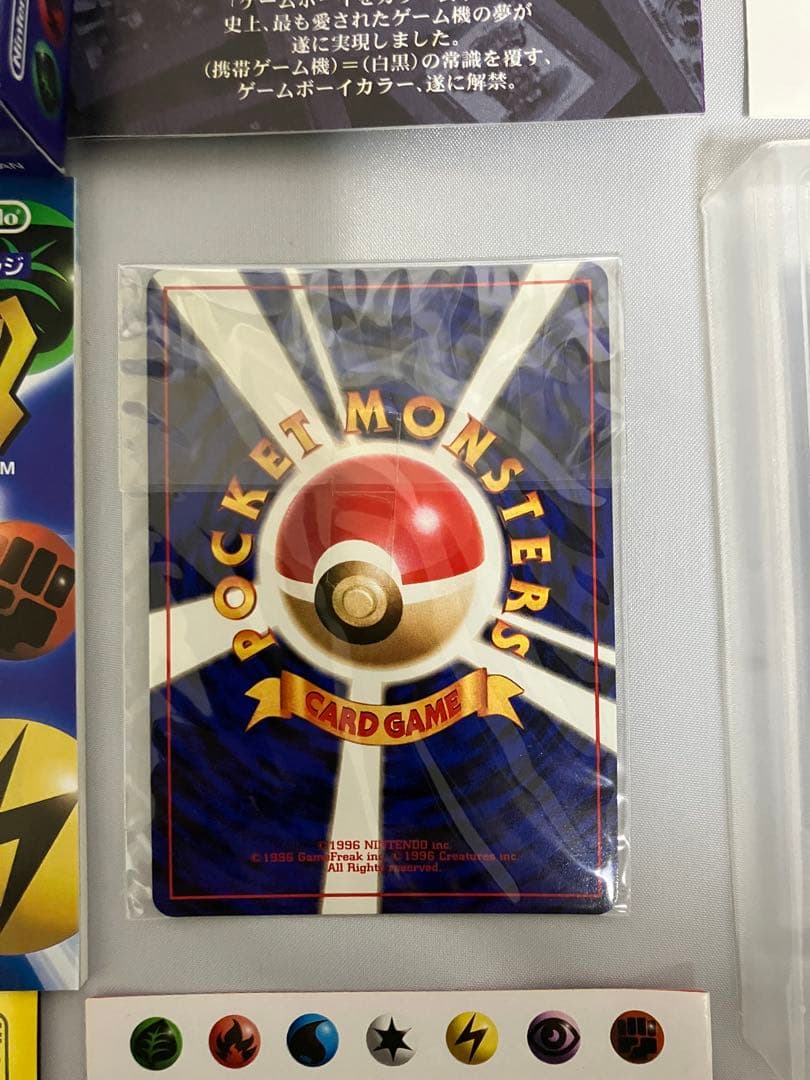 史上、最も愛されたゲーム機の夢が
遂に実現しました。
(携帯ゲーム機)=(白黒)の常識を覆す、
ゲームボーイカラー、遂に解禁。
POCKET MONSTERS
CARD GAME
©1996 NINTENDO inc.
©1996 GameFreak inc. ©1996 Creatures inc.
All Rights reserved.